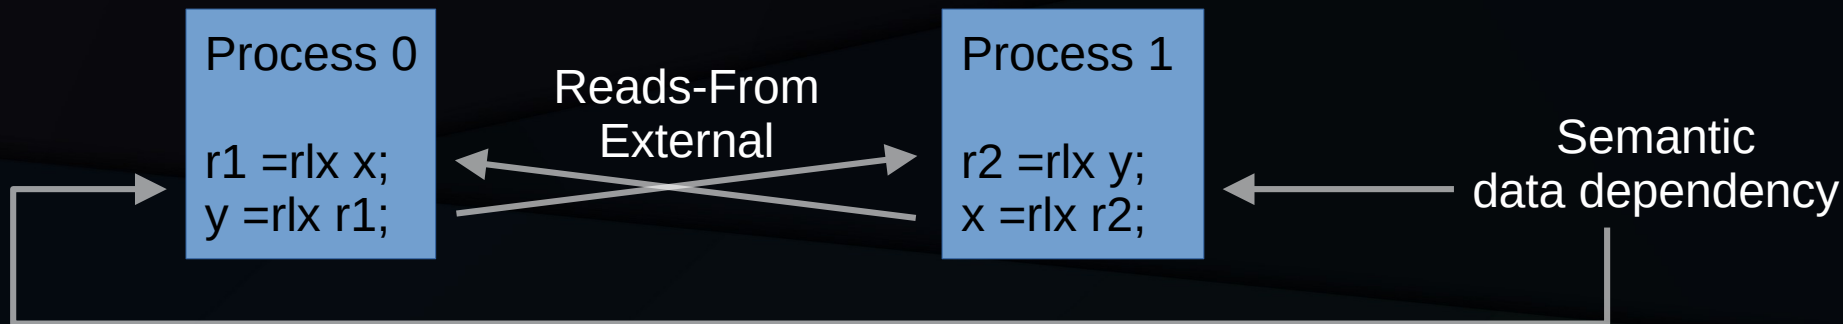 Process 0
r1 =rlx x;
y =rlx r1;
Reads-From
External
Process 1
r2 =rlx y;
x =rlx r2;
Semantic
data dependency